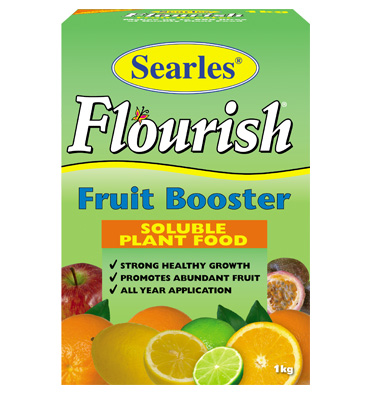 Flourish
1kg
Searles®
Flourish®
Fruit Booster
SOLUBLE
PLANT FOOD
✓ STRONG HEALTHY GROWTH
✓ PROMOTES ABUNDANT FRUIT
✓ ALL YEAR APPLICATION
1kg